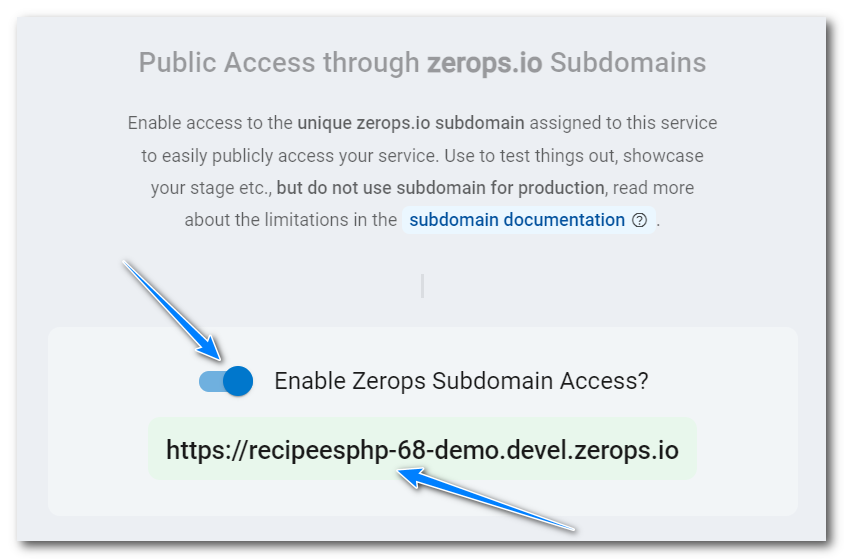 Public Access through zerops.io Subdomains
Enable access to the unique zerops.io subdomain assigned to this service
to easily publicly access your service. Use to test things out, showcase
your stage etc., but do not use subdomain for production, read more
about the limitations in the subdomain documentation ?.
Enable Zerops Subdomain Access?
https://recipeesphp-68-demo.devel.zerops.io